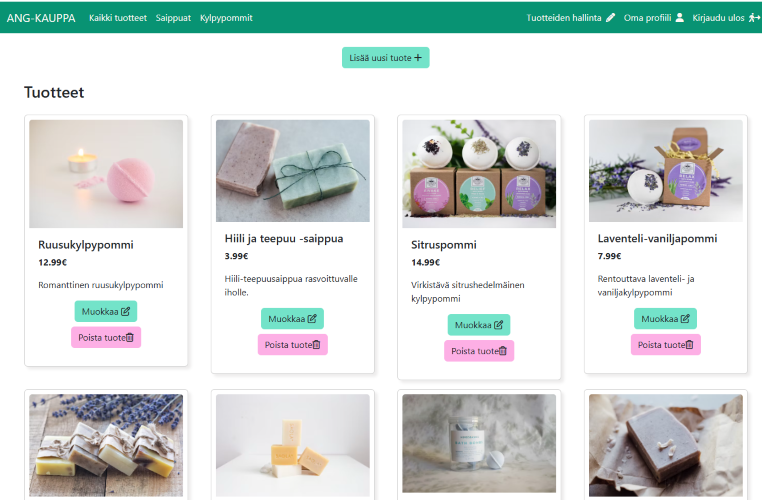 ANG-KAUPPA Kaikki tuotteet Saippuat Kylpypommit Tuotteiden hallinta Oma profiili Kirjaudu ulos
Lisää uusi tuote
Tuotteet
Ruusukylpypommi
12.99€
Romanttinen ruusukylpypommi
Muokkaa
Poista tuote
Hiili ja teepuu -saippua
3.99€
Hiili-teepuusaippua rasvoittuvalle
iholle.
Muokkaa
Poista tuote
Sitruspommi
14.99€
Virkistävä sitrushedelmäinen
kylpypommi
Muokkaa
Poista tuote
RELAX
Laventeli-vaniljapommi
7.99€
Rentouttava laventeli- ja
vaniljakylpypommi
Muokkaa
Poista tuote